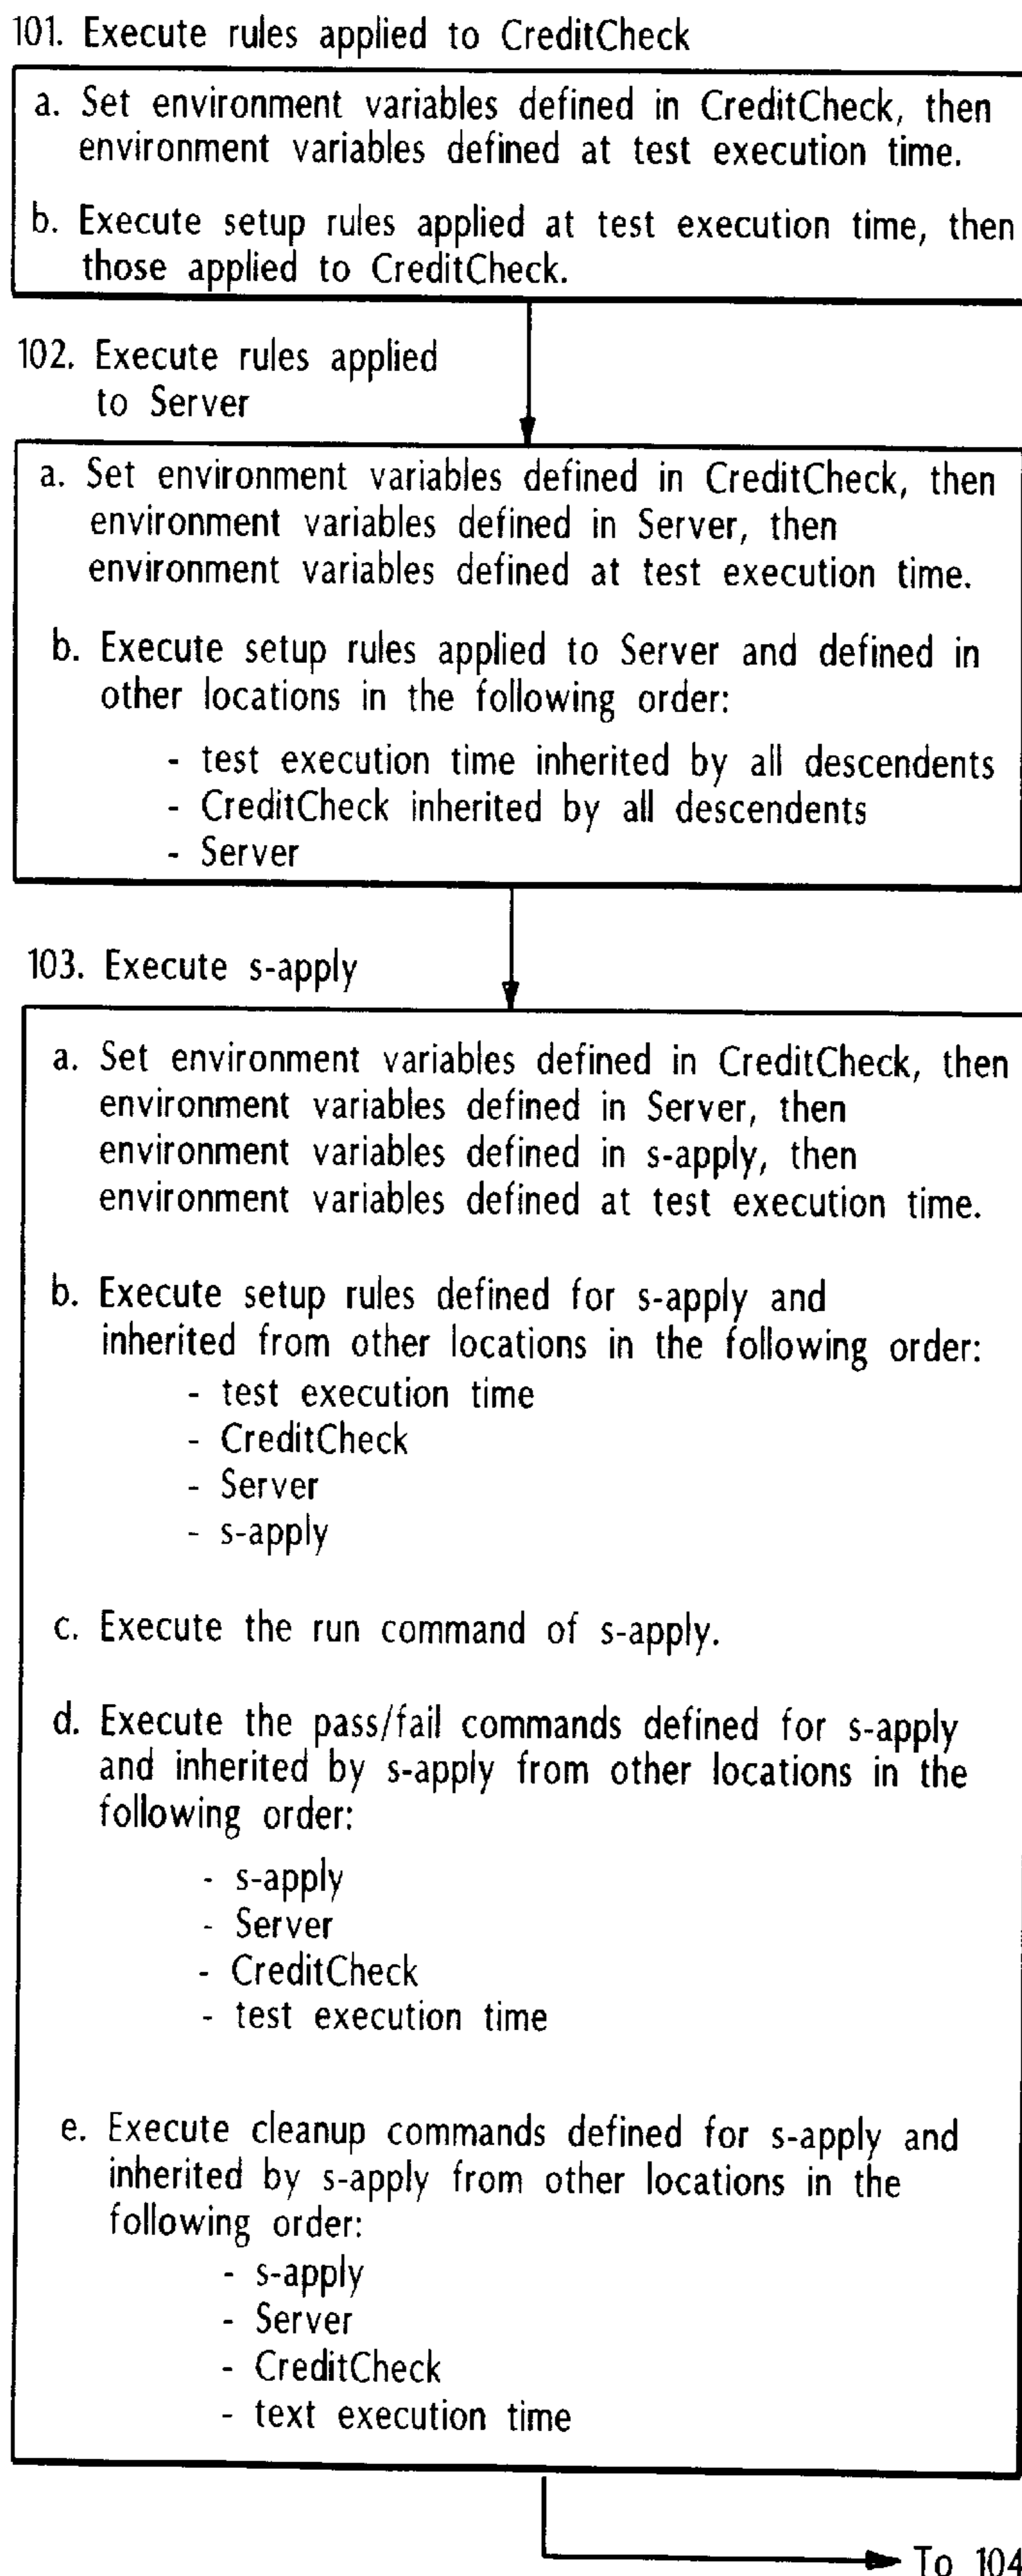 101. Execute rules applied to CreditCheck
a. Set environment variables defined in CreditCheck, then
environment variables defined at test execution time.
b. Execute setup rules applied at test execution time, then
those applied to CreditCheck.
102. Execute rules applied
to Server
a. Set environment variables defined in CreditCheck, then
environment variables defined in Server, then
environment variables defined at test execution time.
b. Execute setup rules applied to Server and defined in
other locations in the following order:
- test execution time inherited by all descendents
- CreditCheck inherited by all descendents
- Server
103. Execute s-apply
a. Set environment variables defined in CreditCheck, then
environment variables defined in Server, then
environment variables defined in s-apply, then
environment variables defined at test execution time.
b. Execute setup rules defined for s-apply and
inherited from other locations in the following order:
- test execution time
- CreditCheck
- Server
- s-apply
c. Execute the run command of s-apply.
d. Execute the pass/fail commands defined for s-apply
and inherited by s-apply from other locations in the
following order:
- s-apply
- Server
- CreditCheck
- test execution time
e. Execute cleanup commands defined for s-apply and
inherited by s-apply from other locations in the
following order:
- s-apply
- Server
- CreditCheck
- text execution time
To 104